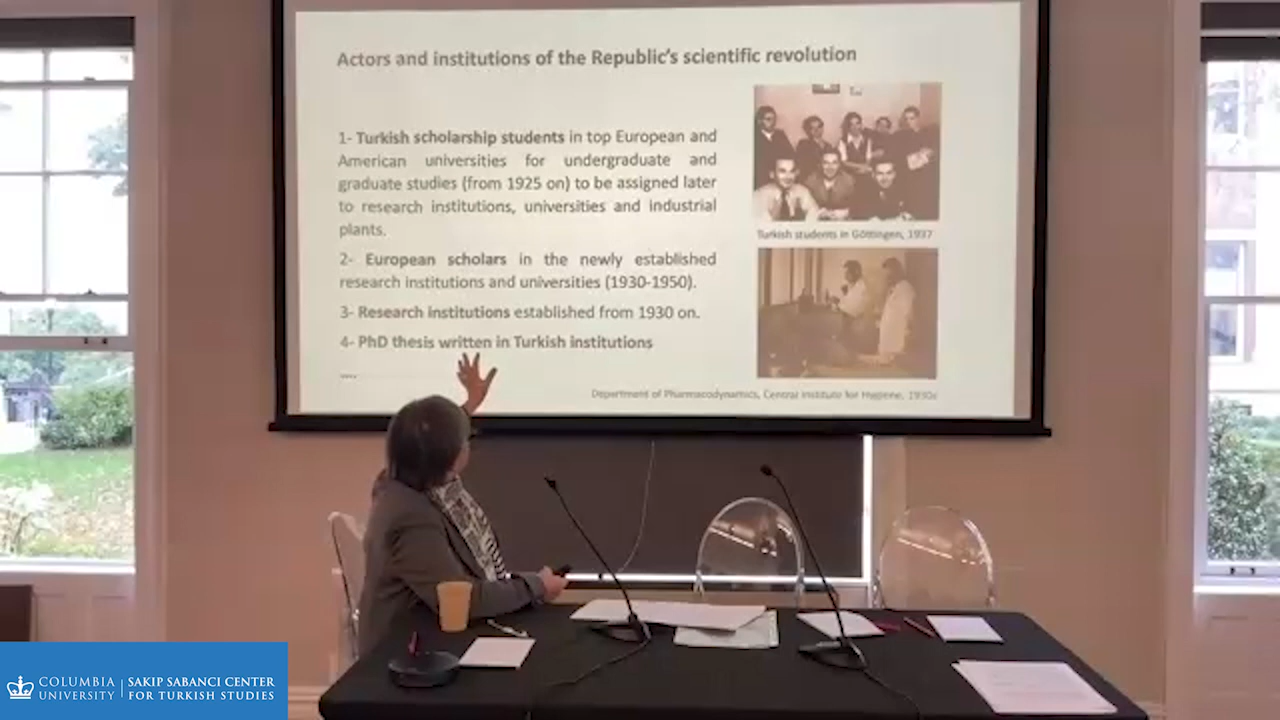 Actors and institutions of the Republic's scientific revolution
1- Turkish scholarship students in top European and
American universities for undergraduate and
graduate studies (from 1925 on) to be assigned later
to research institutions, universities and industrial
plants.
2- European scholars in the newly established
research institutions and universities (1930-1950).
3- Research institutions established from 1930 on.
4- PhD thesis written in Turkish institutions
....
Turkish students in Göttingen, 1937
Department of Pharmacodynamics, Central Institute for Hygiene, 1930s
COLUMBIA
UNIVERSITY
SAKIP SABANCI CENTER
FOR TURKISH STUDIES